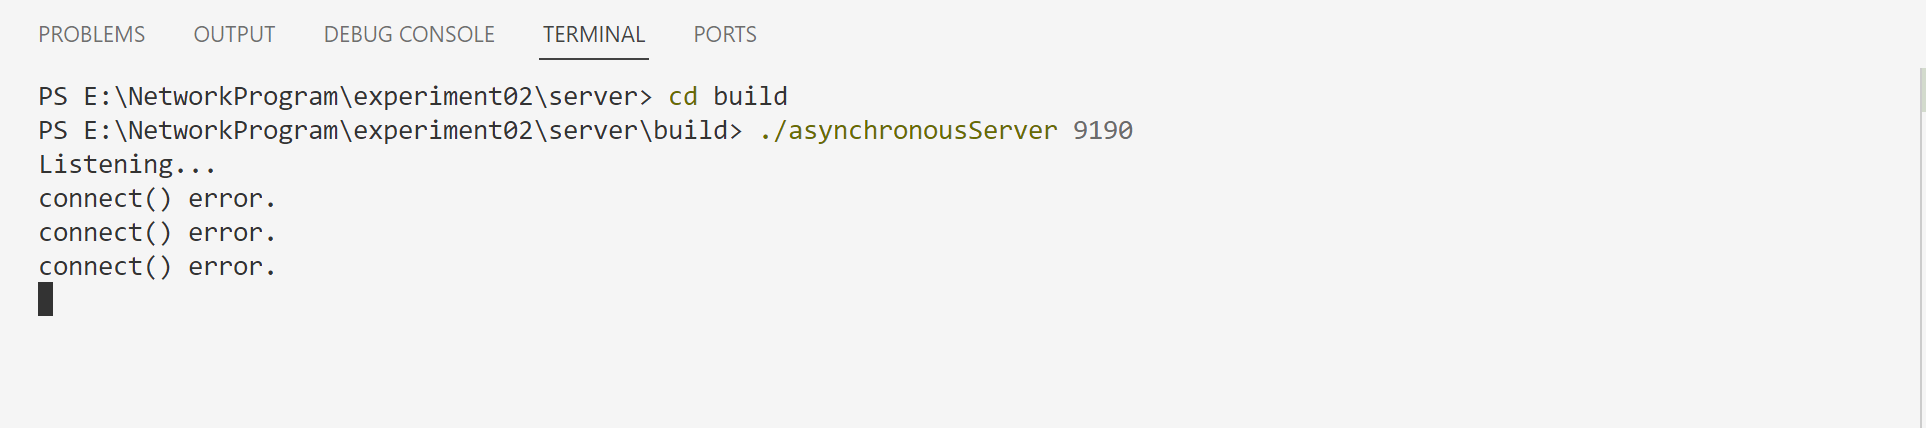 PROBLEMS OUTPUT DEBUG CONSOLE TERMINAL PORTS
PS E:\NetworkProgram\experiment02\server> cd build
PS E:\NetworkProgram\experiment02\server\build> ./asynchronousServer 9190
Listening...
connect() error.
connect() error.
connect() error.